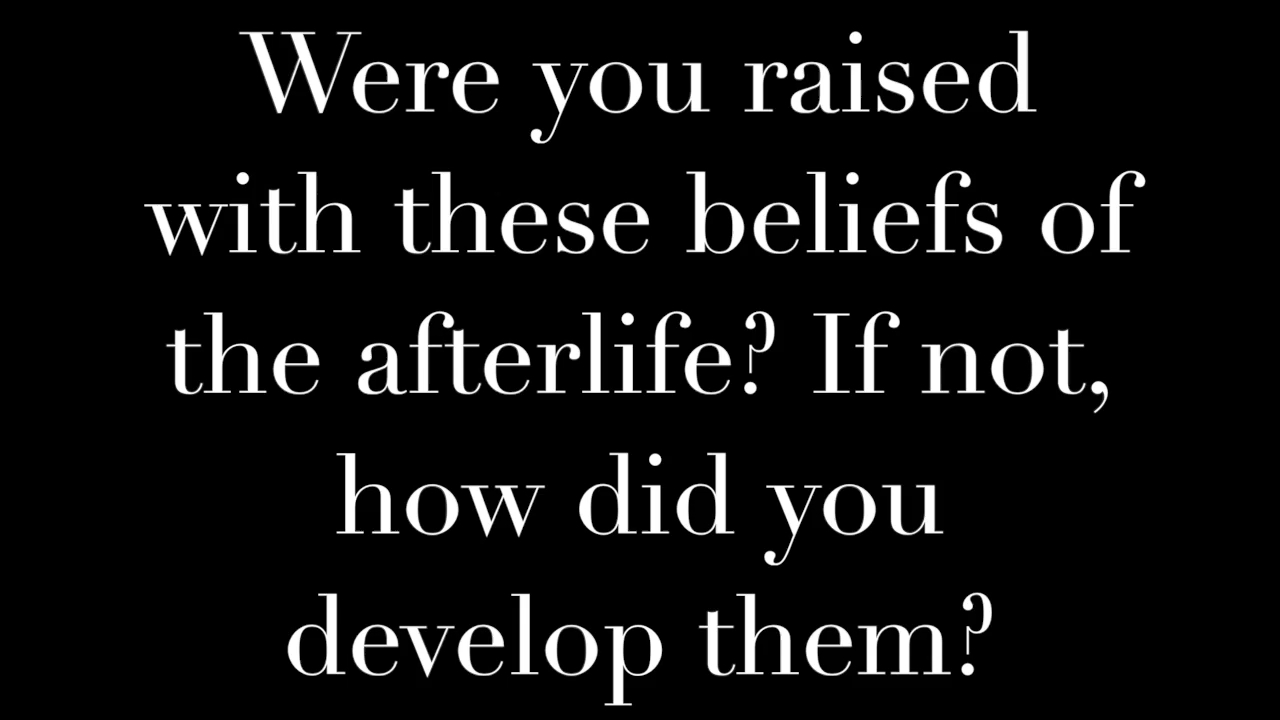 Were you raised
with these beliefs of
the afterlife? If not,
how did you
develop them?